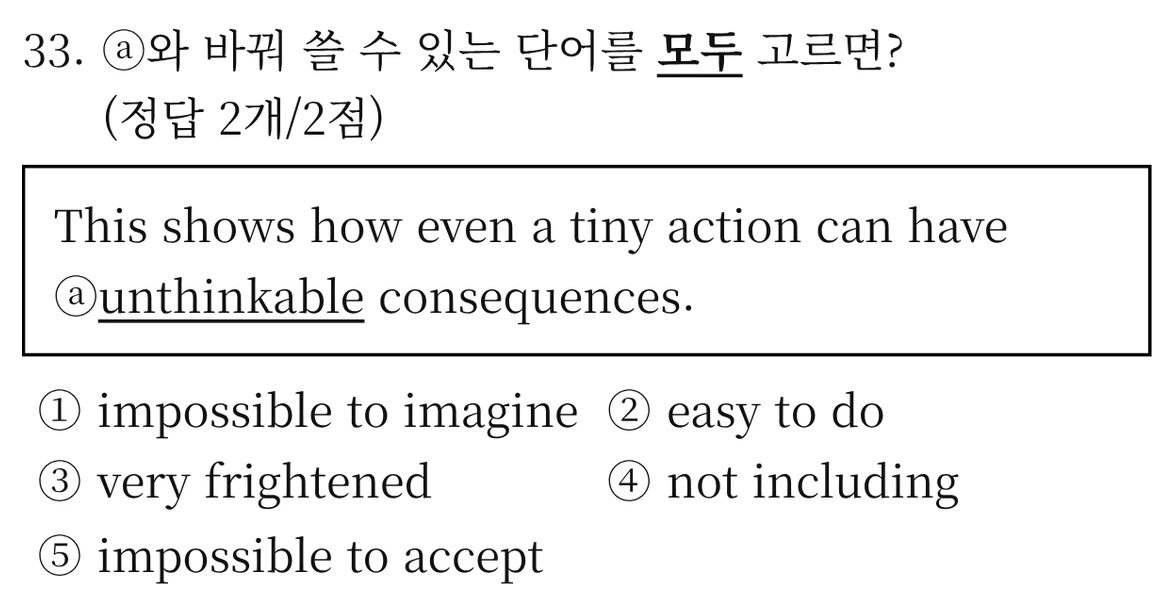 33. ⓐ와 바꿔 쓸 수 있는 단어를 모두 고르면?
(정답 2개/2점)
This shows how even a tiny action can have
ⓐunthinkable consequences.
① impossible to imagine ② easy to do
③ very frightened ④ not including
⑤ impossible to accept